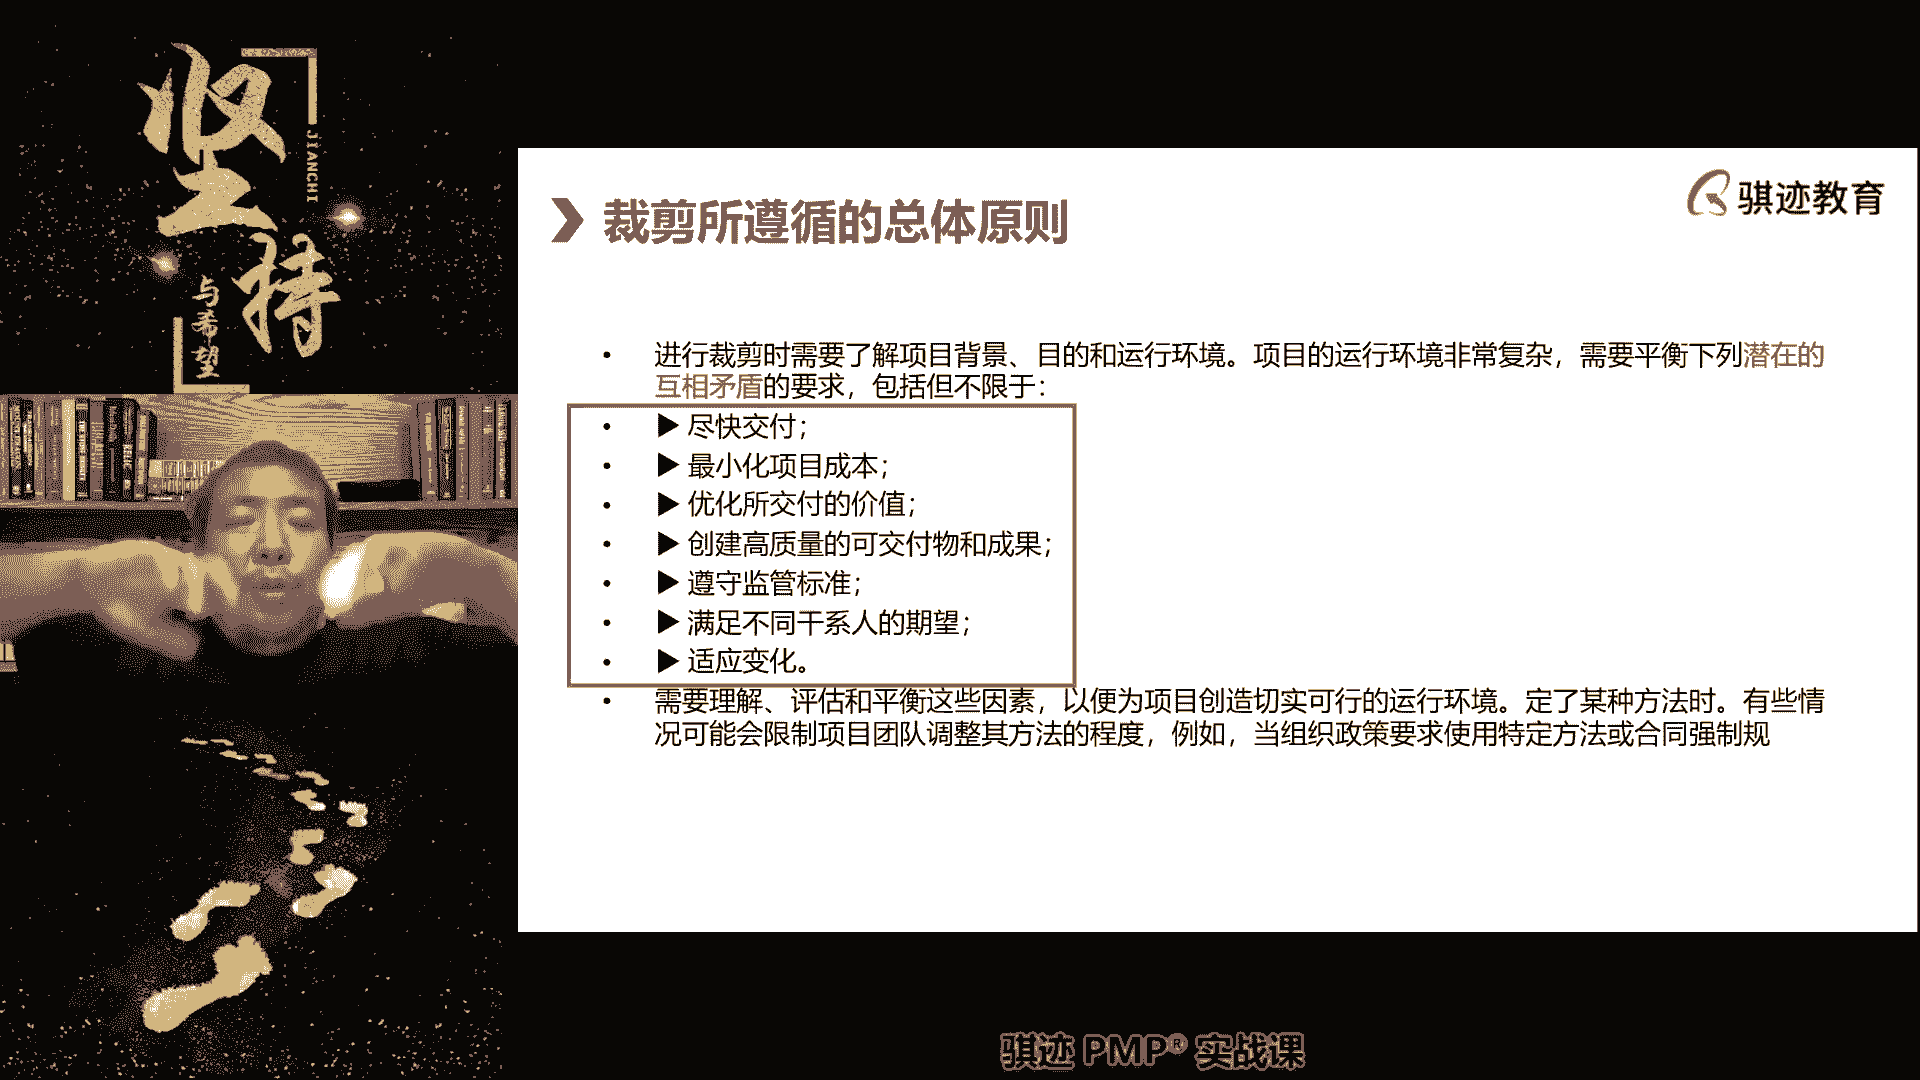 坚持
JIANCHI
与希望
骐迹教育
裁剪所遵循的总体原则
• 进行裁剪时需要了解项目背景、目的和运行环境。项目的运行环境非常复杂，需要平衡下列潜在的
互相矛盾的要求，包括但不限于：
• ▶ 尽快交付；
• ▶ 最小化项目成本；
• ▶ 优化所交付的价值；
• ▶ 创建高质量的可交付物和成果；
• ▶ 遵守监管标准；
• ▶ 满足不同干系人的期望；
• ▶ 适应变化。
• 需要理解、评估和平衡这些因素，以便为项目创造切实可行的运行环境。定了某种方法时。有些情
况可能会限制项目团队调整其方法的程度，例如，当组织政策要求使用特定方法或合同强制规
骐迹 PMP® 实战课